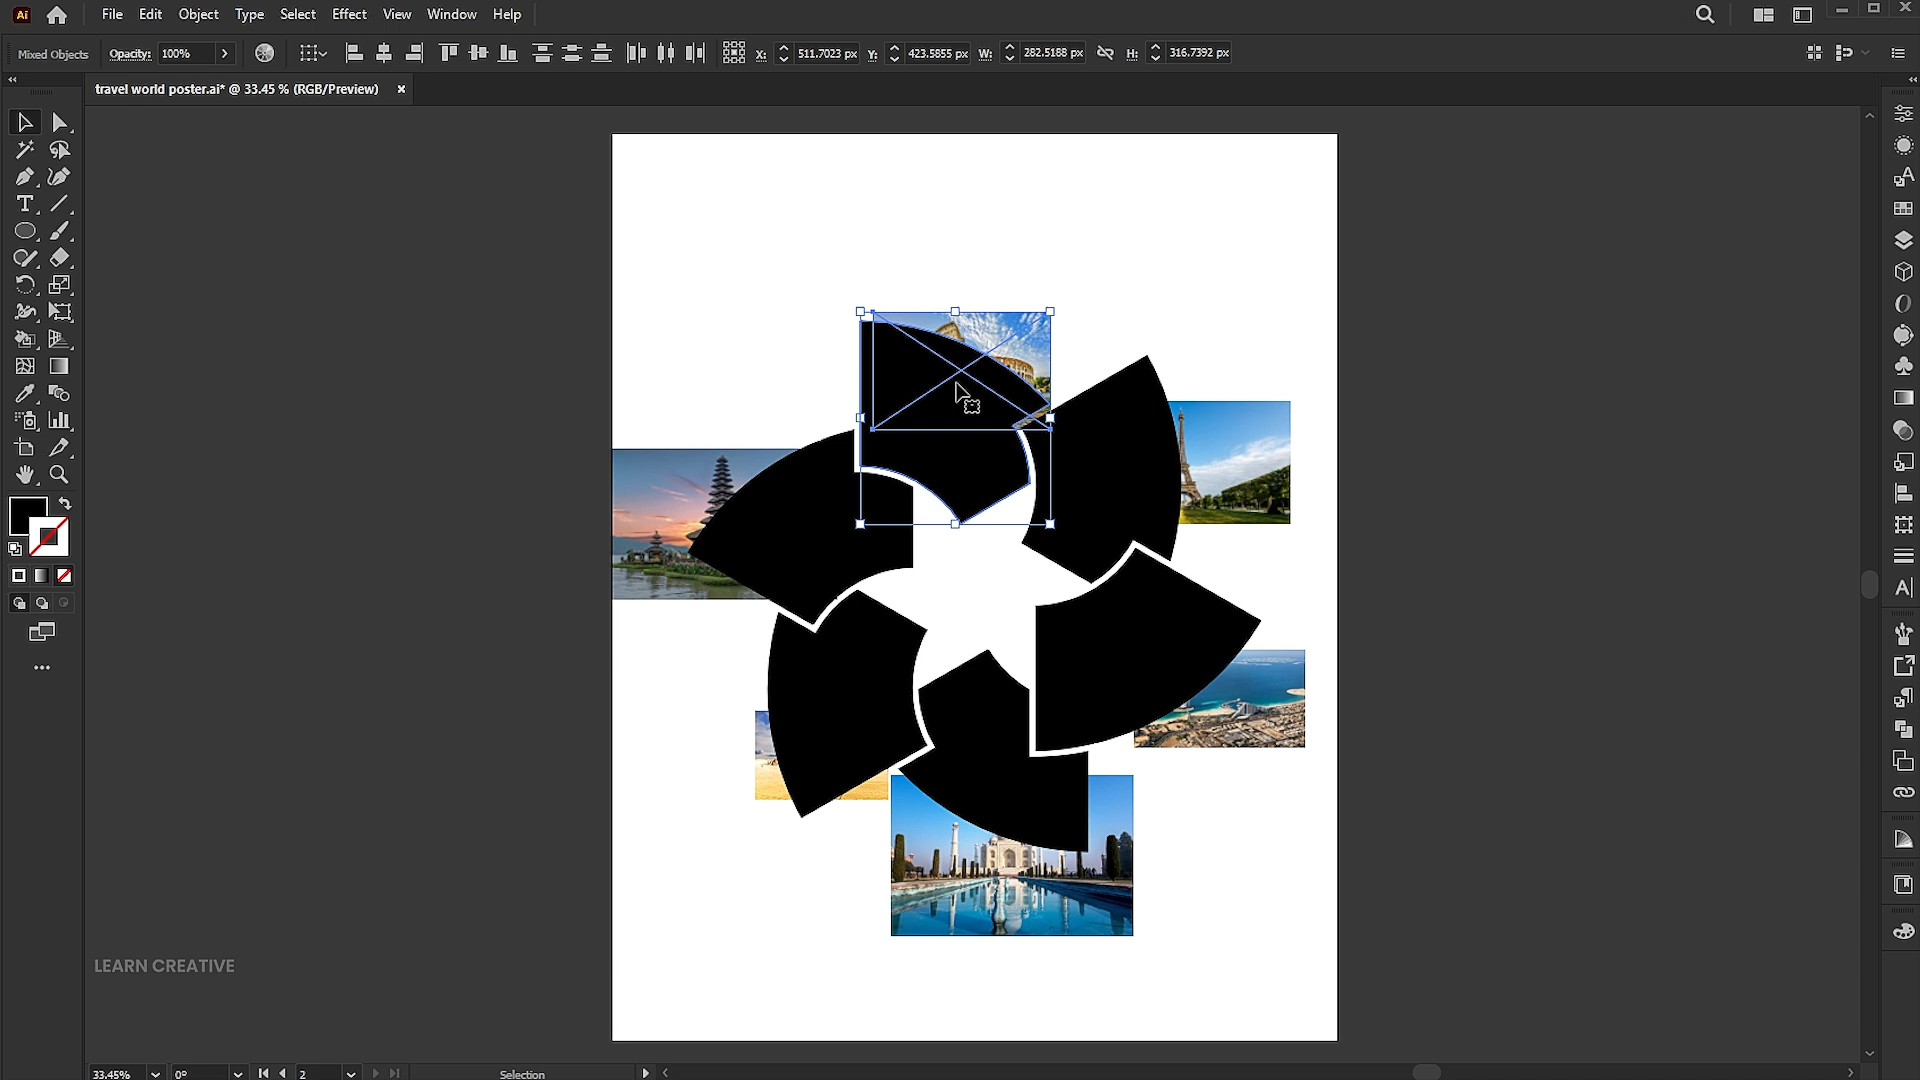 Ai File Edit Object Type Select Effect View Window Help
Mixed Objects Opacity: 100% X: 511.7023 px Y: 423.5855 px W: 282.5188 px H: 316.7392 px
travel world poster.ai* @ 33.45 % (RGB/Preview) ×
LEARN CREATIVE
33.45% 0° 2 Selection